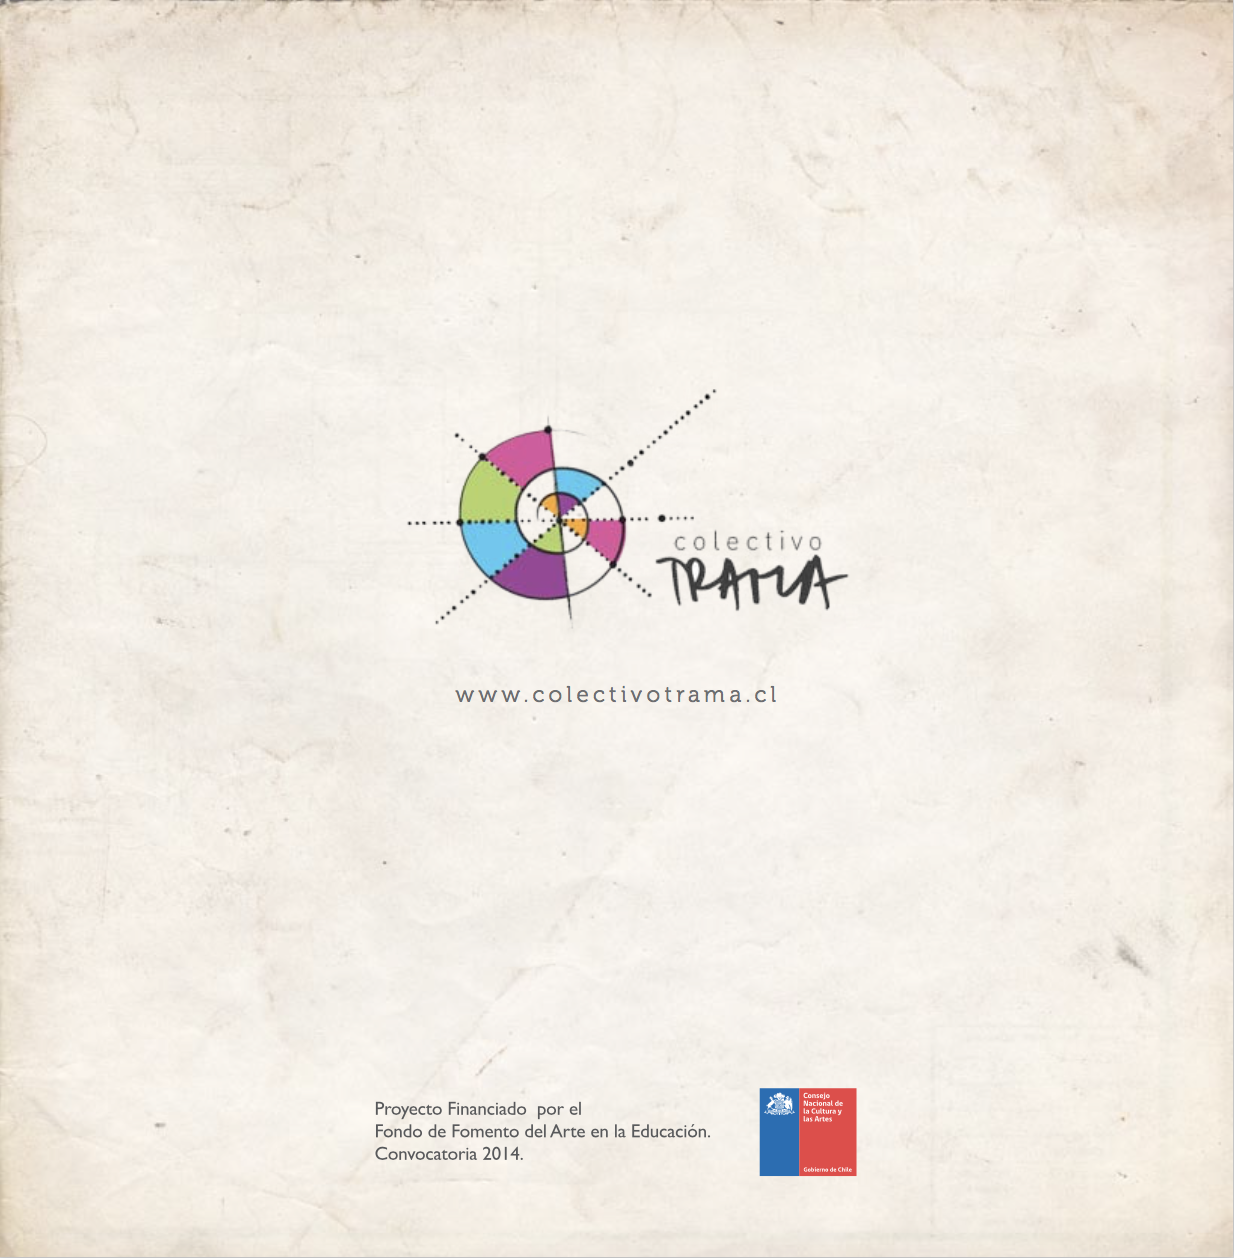 colectivo
TRAMA
www.colectivotrama.cl
Proyecto Financiado por el
Fondo de Fomento del Arte en la Educación.
Convocatoria 2014.
Consejo
Nacional de
la Cultura y
las Artes
Gobierno de Chile